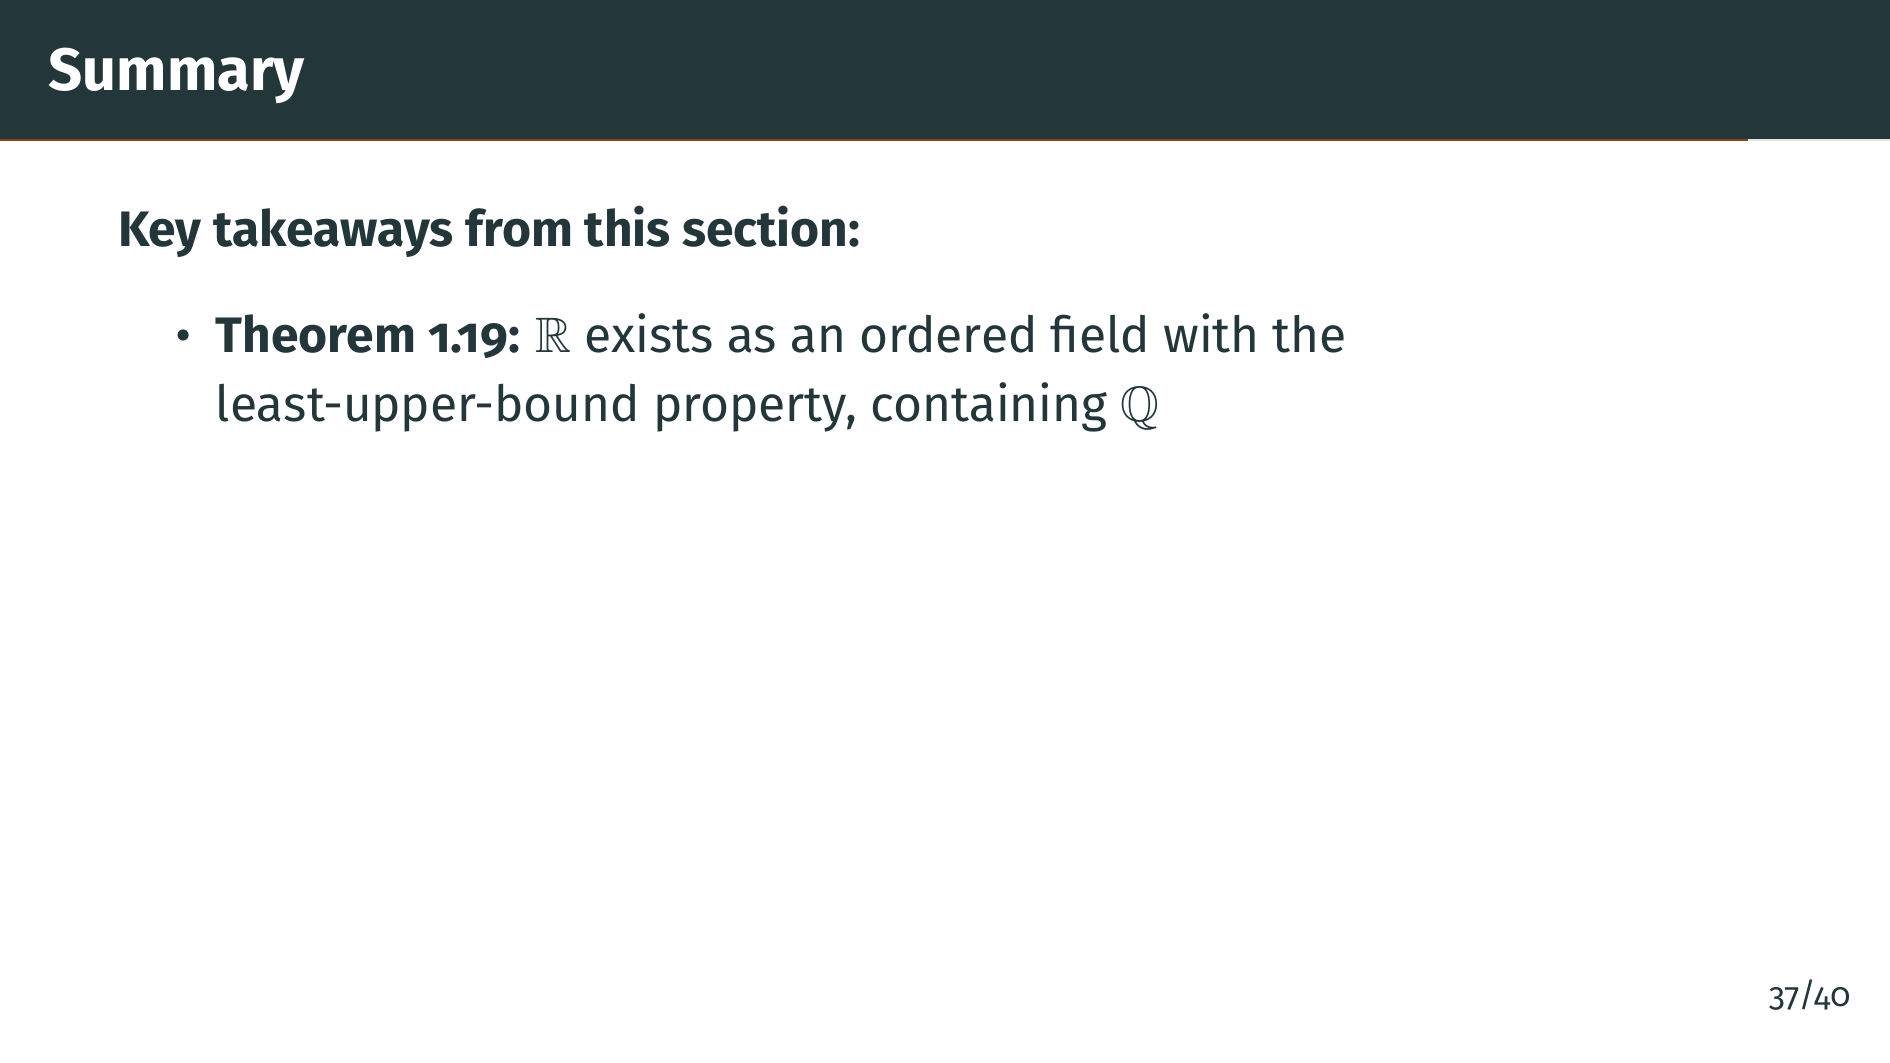 Summary
Key takeaways from this section:
• Theorem 1.19: ℝ exists as an ordered field with the
least-upper-bound property, containing ℚ
37/40